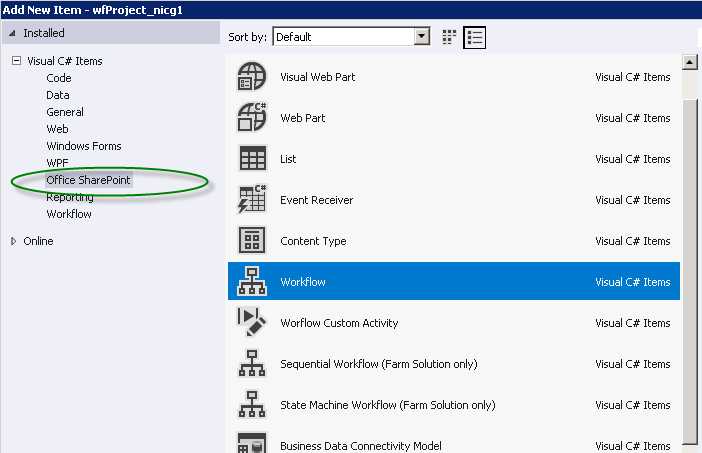 Add New Item - wfProject_nicg1
Installed
Sort by: Default
Visual C# Items
Code
Data
General
Web
Windows Forms
WPF
Office SharePoint
Reporting
Workflow
Online
Visual Web Part Visual C# Items
C#
Web Part Visual C# Items
List Visual C# Items
C#
Event Receiver Visual C# Items
Content Type Visual C# Items
Workflow Visual C# Items
Worflow Custom Activity Visual C# Items
Sequential Workflow (Farm Solution only) Visual C# Items
State Machine Workflow (Farm Solution only) Visual C# Items
Business Data Connectivity Model Visual C# Items